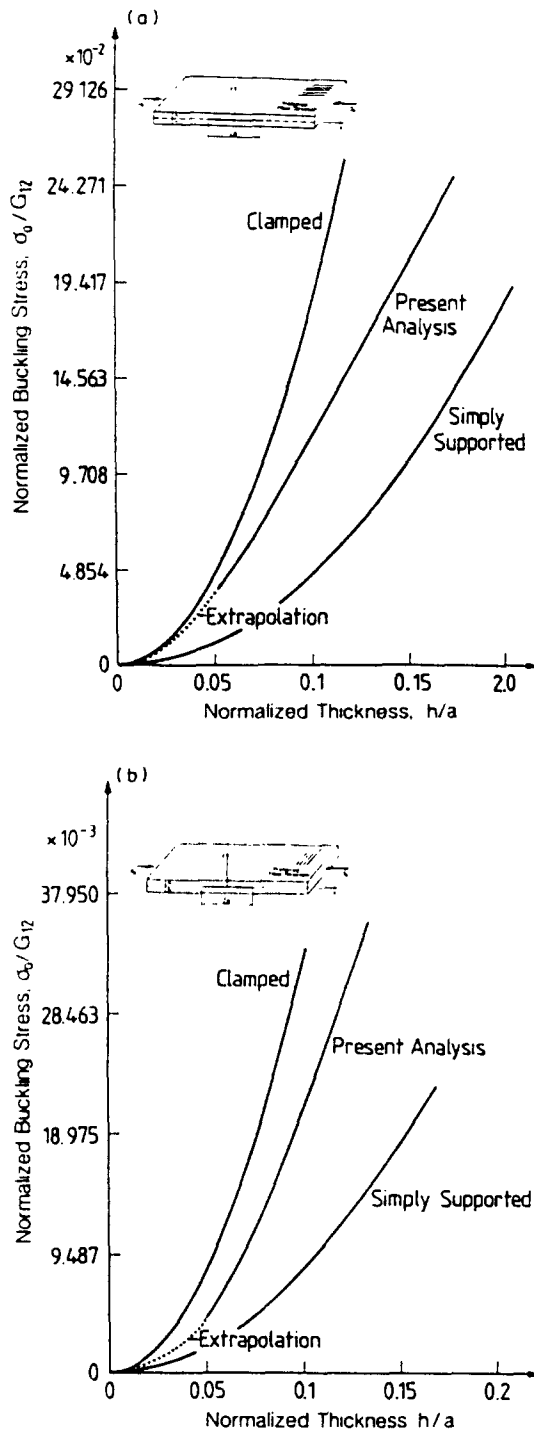 (a)
×10⁻²
29.126
24.271
19.417
14.563
9.708
4.854
0
Normalized Buckling Stress, σ₀/G₁₂
Clamped
Present
Analysis
Simply
Supported
Extrapolation
0 0.05 0.1 0.15 2.0
Normalized Thickness, h/a
(b)
×10⁻³
37.950
28.463
18.975
9.487
0
Normalized Buckling Stress, σ₀/G₁₂
Clamped
Present Analysis
Simply Supported
Extrapolation
0 0.05 0.1 0.15 0.2
Normalized Thickness h/a